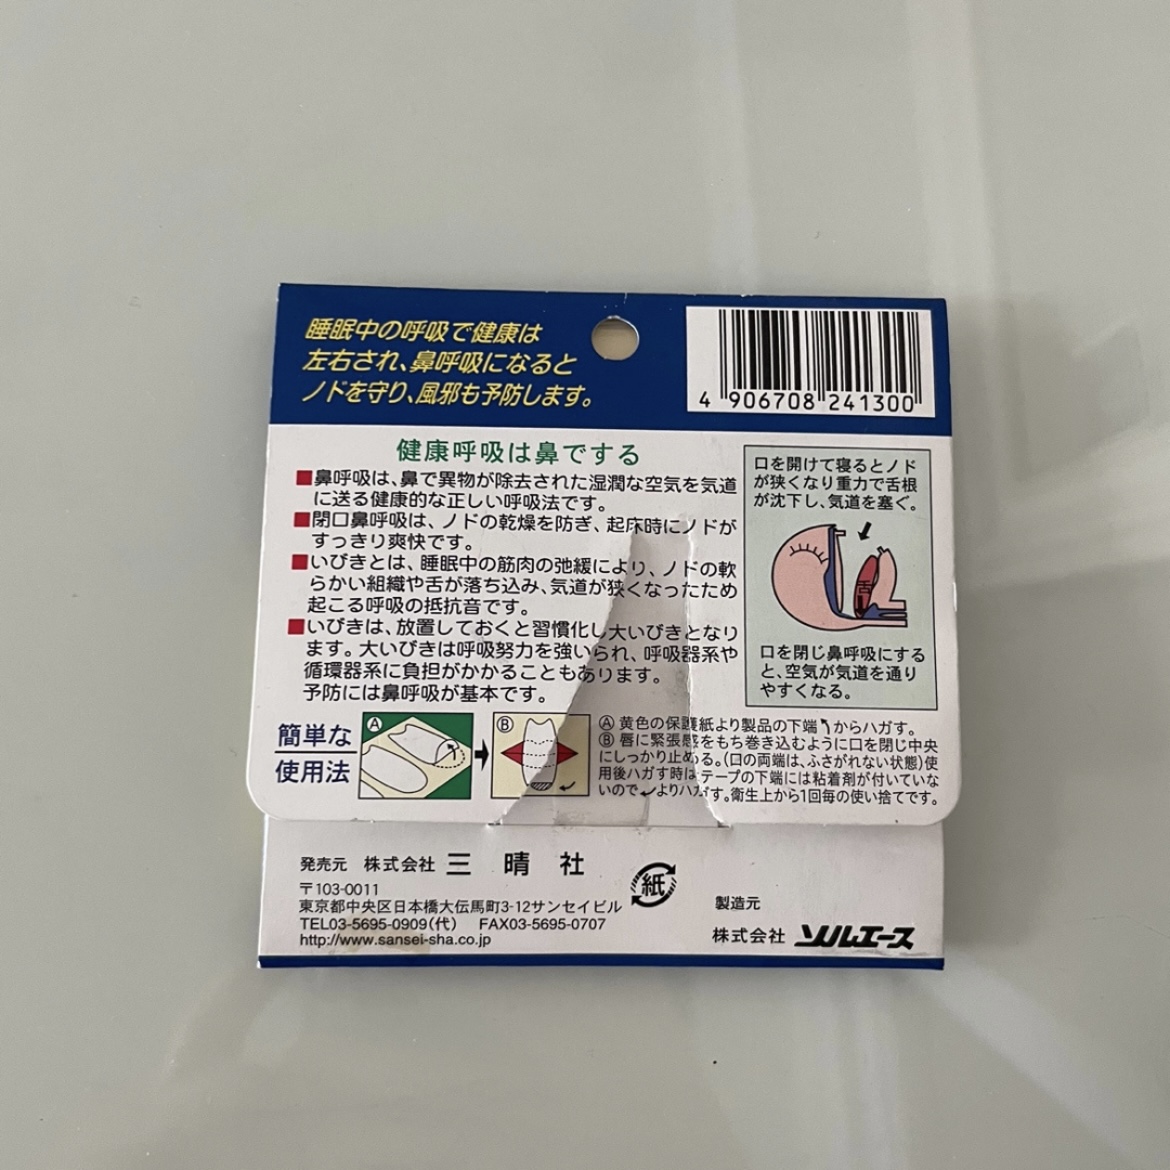 睡眠中の呼吸で健康は
左右され、鼻呼吸になると
ノドを守り、風邪も予防します。
4 906708 241300
健康呼吸は鼻でする
■鼻呼吸は、鼻で異物が除去された湿潤な空気を気道
に送る健康的な正しい呼吸法です。
■閉口鼻呼吸は、ノドの乾燥を防ぎ、起床時にノドが
すっきり爽快です。
■いびきとは、睡眠中の筋肉の弛緩により、ノドの軟
らかい組織や舌が落ち込み、気道が狭くなったため
起こる呼吸の抵抗音です。
■いびきは、放置しておくと習慣化し大いびきとなり
ます。大いびきは呼吸努力を強いられ、呼吸器系や
循環器系に負担がかかることもあります。
予防には鼻呼吸が基本です。
口を開けて寝るとノド
が狭くなり重力で舌根
が沈下し、気道を塞ぐ。
舌
口を閉じ鼻呼吸にする
と、空気が気道を通り
やすくなる。
簡単な
使用法
Ⓐ
Ⓑ
Ⓐ 黄色の保護紙より製品の下端からハガす。
Ⓑ 唇に緊張感をもち巻き込むように口を閉じ中央
にしっかり止める。(口の両端は、ふさがれない状態)使
用後ハガす時はテープの下端には粘着剤が付いていな
いのでよりハガす。衛生上から1回毎の使い捨てです。
発売元 株式会社 三晴社
〒103-0011
東京都中央区日本橋大伝馬町3-12サンセイビル
TEL03-5695-0909(代) FAX03-5695-0707
http://www.sansei-sha.co.jp
紙
製造元
株式会社 ソルムエース